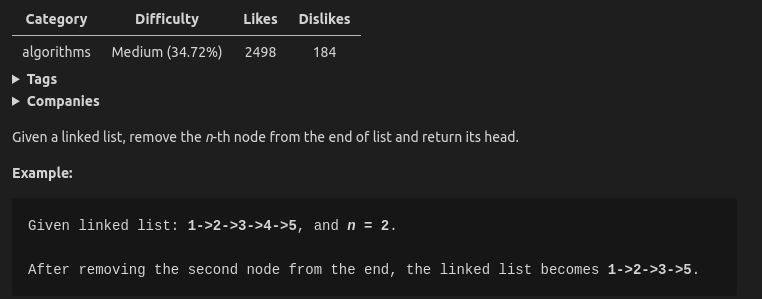 Category Difficulty Likes Dislikes
algorithms Medium (34.72%) 2498 184
Tags
Companies
Given a linked list, remove the n-th node from the end of list and return its head.
Example:
Given linked list: 1->2->3->4->5, and n = 2.
After removing the second node from the end, the linked list becomes 1->2->3->5.